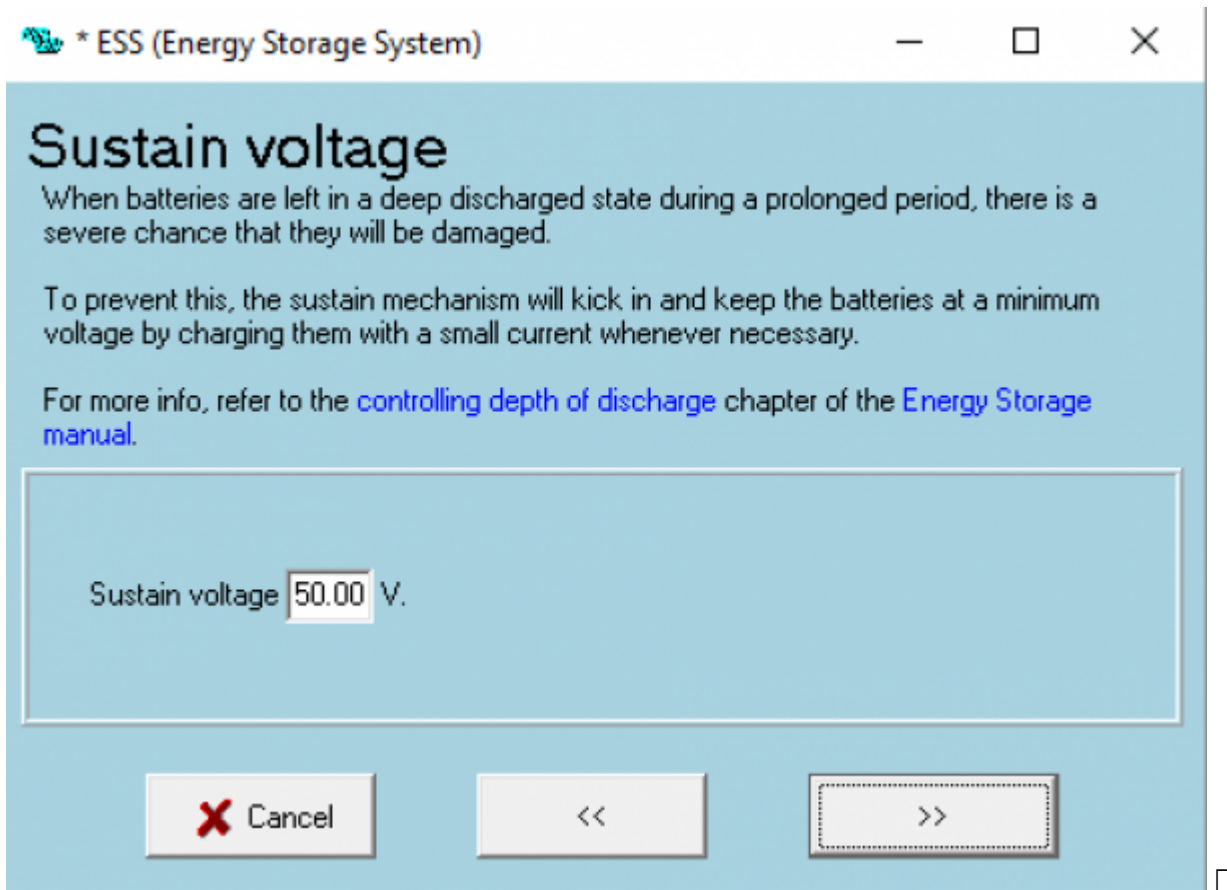 * ESS (Energy Storage System)
Sustain voltage
When batteries are left in a deep discharged state during a prolonged period, there is a
severe chance that they will be damaged.
To prevent this, the sustain mechanism will kick in and keep the batteries at a minimum
voltage by charging them with a small current whenever necessary.
For more info, refer to the controlling depth of discharge chapter of the Energy Storage
manual.
Sustain voltage 50.00 V.
Cancel << >>